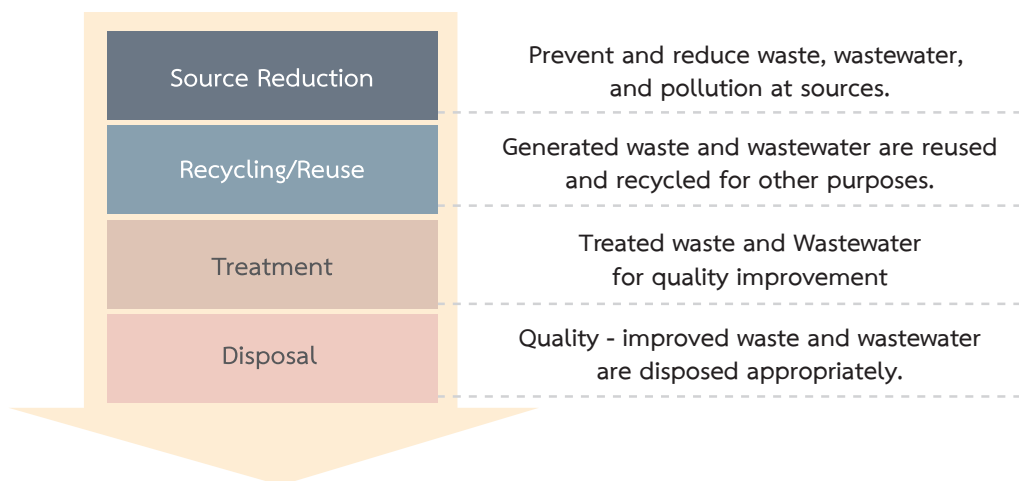 Source Reduction
Prevent and reduce waste, wastewater,
and pollution at sources.
Recycling/Reuse
Generated waste and wastewater are reused
and recycled for other purposes.
Treatment
Treated waste and Wastewater
for quality improvement
Disposal
Quality - improved waste and wastewater
are disposed appropriately.